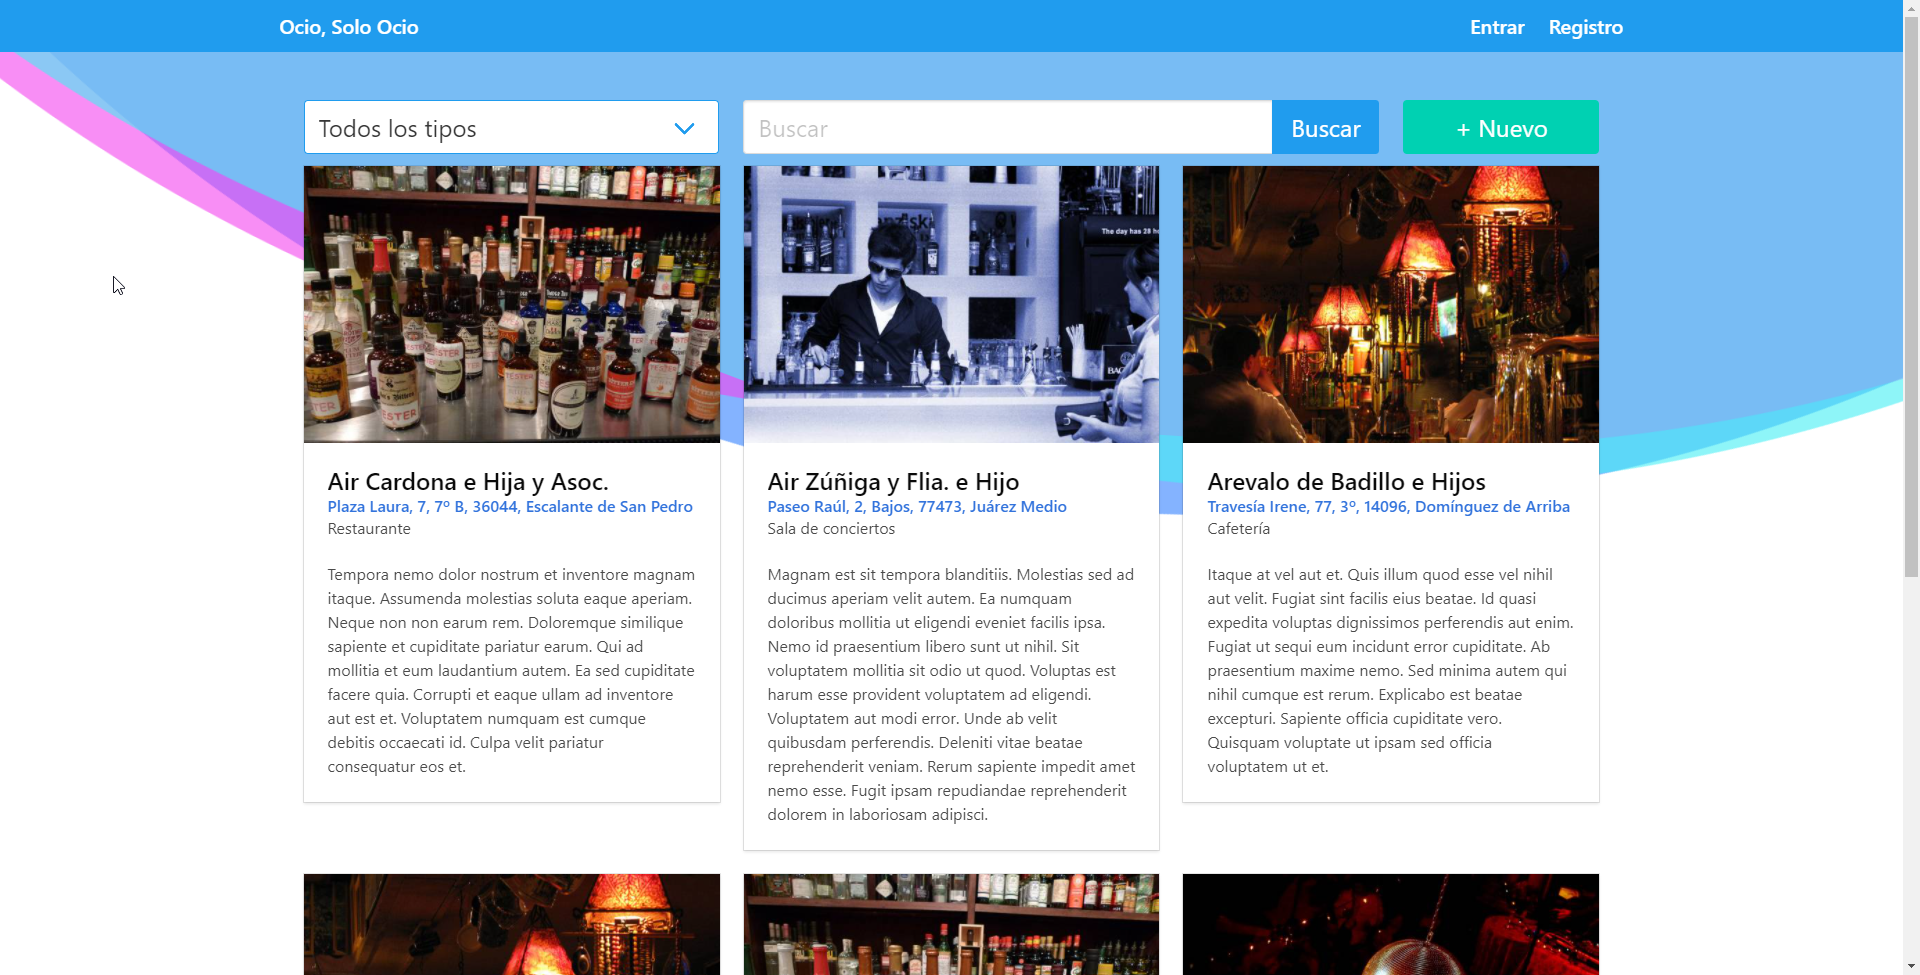 Ocio, Solo Ocio
Entrar
Registro
Todos los tipos
Buscar
Buscar
+ Nuevo
TESTER
TESTER
TESTER
TESTER
The day has 28 ho
Air Cardona e Hija y Asoc.
Plaza Laura, 7, 7º B, 36044, Escalante de San Pedro
Restaurante
Tempora nemo dolor nostrum et inventore magnam
itaque. Assumenda molestias soluta eaque aperiam.
Neque non non earum rem. Doloremque similique
sapiente et cupiditate pariatur earum. Qui ad
mollitia et eum laudantium autem. Ea sed cupiditate
facere quia. Corrupti et eaque ullam ad inventore
aut est et. Voluptatem numquam est cumque
debitis occaecati id. Culpa velit pariatur
consequatur eos et.
Air Zúñiga y Flia. e Hijo
Paseo Raúl, 2, Bajos, 77473, Juárez Medio
Sala de conciertos
Magnam est sit tempora blanditiis. Molestias sed ad
ducimus aperiam velit autem. Ea numquam
doloribus mollitia ut eligendi eveniet facilis ipsa.
Nemo id praesentium libero sunt ut nihil. Sit
voluptatem mollitia sit odio ut quod. Voluptas est
harum esse provident voluptatem ad eligendi.
Voluptatem aut modi error. Unde ab velit
quibusdam perferendis. Deleniti vitae beatae
reprehenderit veniam. Rerum sapiente impedit amet
nemo esse. Fugit ipsam repudiandae reprehenderit
dolorem in laboriosam adipisci.
Arevalo de Badillo e Hijos
Travesía Irene, 77, 3º, 14096, Domínguez de Arriba
Cafetería
Itaque at vel aut et. Quis illum quod esse vel nihil
aut velit. Fugiat sint facilis eius beatae. Id quasi
expedita voluptas dignissimos perferendis aut enim.
Fugiat ut sequi eum incidunt error cupiditate. Ab
praesentium maxime nemo. Sed minima autem qui
nihil cumque est rerum. Explicabo est beatae
excepturi. Sapiente officia cupiditate vero.
Quisquam voluptate ut ipsam sed officia
voluptatem ut et.